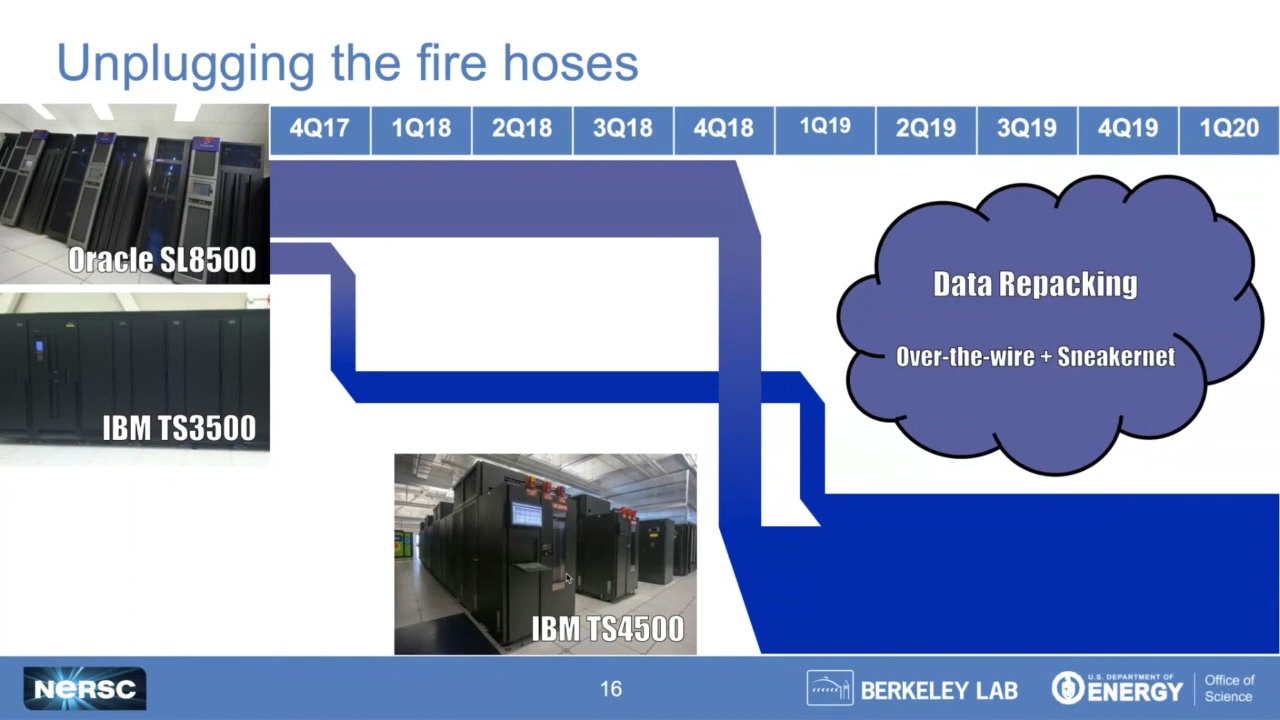 Unplugging the fire hoses
4Q17 1Q18 2Q18 3Q18 4Q18 1Q19 2Q19 3Q19 4Q19 1Q20
Oracle SL8500
IBM TS3500
Data Repacking
Over-the-wire + Sneakernet
IBM TS4500
NERSC
16
BERKELEY LAB
U.S. DEPARTMENT OF
ENERGY
Office of
Science